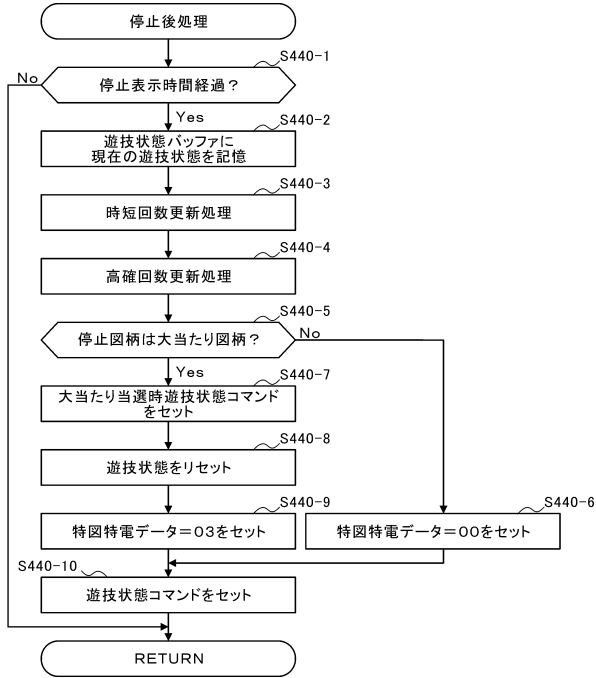 停止後処理
S440-1
停止表示時間経過?
No
Yes
S440-2
遊技状態バッファに
現在の遊技状態を記憶
S440-3
時短回数更新処理
S440-4
高確回数更新処理
S440-5
停止図柄は大当たり図柄?
No
Yes
S440-7
大当たり当選時遊技状態コマンド
をセット
S440-8
遊技状態をリセット
S440-9
特図特電データ=03をセット
S440-6
特図特電データ=00をセット
S440-10
遊技状態コマンドをセット
RETURN